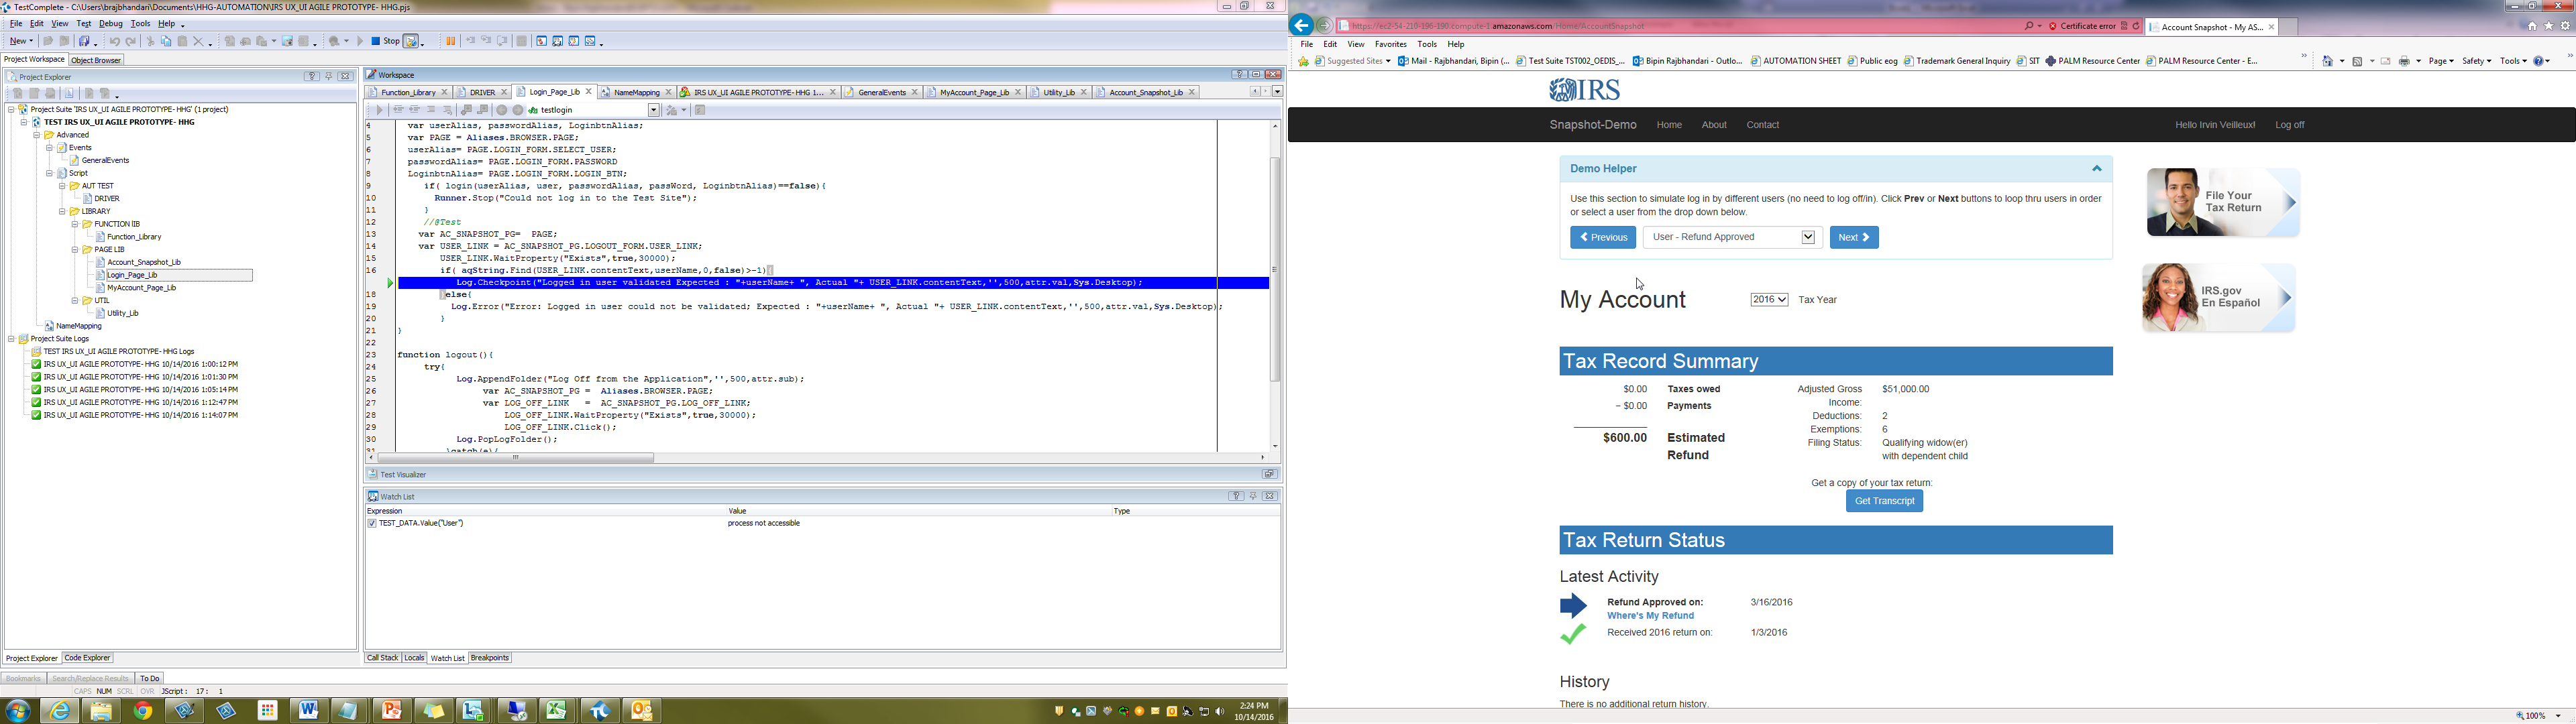 TestComplete - C:\Users\brajbhandari\Documents\HHG-AUTOMATION\IRS UX_UI AGILE PROTOTYPE- HHG.pjs
File Edit View Test Debug Tools Help
New
Stop
Project Workspace Object Browser
Project Explorer
Project Suite 'IRS UX_UI AGILE PROTOTYPE- HHG' (1 project)
TEST IRS UX_UI AGILE PROTOTYPE- HHG
Advanced
Events
GeneralEvents
Script
AUT TEST
DRIVER
LIBRARY
FUNCTION lIB
Function_Library
PAGE LIB
Account_Snapshot_Lib
Login_Page_Lib
MyAccount_Page_Lib
UTIL
Utility_Lib
NameMapping
Project Suite Logs
TEST IRS UX_UI AGILE PROTOTYPE- HHG Logs
IRS UX_UI AGILE PROTOTYPE- HHG 10/14/2016 1:00:12 PM
IRS UX_UI AGILE PROTOTYPE- HHG 10/14/2016 1:01:30 PM
IRS UX_UI AGILE PROTOTYPE- HHG 10/14/2016 1:05:14 PM
IRS UX_UI AGILE PROTOTYPE- HHG 10/14/2016 1:12:47 PM
IRS UX_UI AGILE PROTOTYPE- HHG 10/14/2016 1:14:07 PM
Project Explorer Code Explorer
Workspace
Function_Library DRIVER Login_Page_Lib NameMapping IRS UX_UI AGILE PROTOTYPE- HHG 1... GeneralEvents MyAccount_Page_Lib Utility_Lib Account_Snapshot_Lib
testlogin
4 var userAlias, passwordAlias, LoginbtnAlias;
5 var PAGE = Aliases.BROWSER.PAGE;
6 userAlias= PAGE.LOGIN_FORM.SELECT_USER;
7 passwordAlias= PAGE.LOGIN_FORM.PASSWORD
8 LoginbtnAlias= PAGE.LOGIN_FORM.LOGIN_BTN;
9 if( login(userAlias, user, passwordAlias, passWord, LoginbtnAlias)==false){
10 Runner.Stop("Could not log in to the Test Site");
11 }
12 //@Test
13 var AC_SNAPSHOT_PG= PAGE;
14 var USER_LINK = AC_SNAPSHOT_PG.LOGOUT_FORM.USER_LINK;
15 USER_LINK.WaitProperty("Exists",true,30000);
16 if( aqString.Find(USER_LINK.contentText,userName,0,false)>-1){
Log.Checkpoint("Logged in user validated Expected : "+userName+ ", Actual "+ USER_LINK.contentText,'',500,attr.val,Sys.Desktop);
18 }else{
19 Log.Error("Error: Logged in user could not be validated; Expected : "+userName+ ", Actual "+ USER_LINK.contentText,'',500,attr.val,Sys.Desktop);
20 }
21 }
22
23 function logout(){
24 try{
25 Log.AppendFolder("Log Off from the Application",'',500,attr.sub);
26 var AC_SNAPSHOT_PG = Aliases.BROWSER.PAGE;
27 var LOG_OFF_LINK = AC_SNAPSHOT_PG.LOG_OFF_LINK;
28 LOG_OFF_LINK.WaitProperty("Exists",true,30000);
29 LOG_OFF_LINK.Click();
30 Log.PopLogFolder();
31 }catch(e){
Test Visualizer
Watch List
Expression Value Type
TEST_DATA.Value("User") process not accessible
Call Stack Locals Watch List Breakpoints
Bookmarks Search/Replace Results To Do
CAPS NUM SCRL OVR JScript : 17 : 1
2:24 PM
10/14/2016
https://ec2-54-210-196-190.compute-1.amazonaws.com/Home/AccountSnapshot
Certificate error
Account Snapshot - My AS...
File Edit View Favorites Tools Help
Suggested Sites Mail - Rajbhandari, Bipin (... Test Suite TST002_OEDIS_... Bipin Rajbhandari - Outlo... AUTOMATION SHEET Public eog Trademark General Inquiry SIT PALM Resource Center PALM Resource Center - E...
Page Safety Tools
IRS
Snapshot-Demo Home About Contact Hello Irvin Veilleux! Log off
Demo Helper
Use this section to simulate log in by different users (no need to log off/in). Click Prev or Next buttons to loop thru users in order
or select a user from the drop down below.
Previous User - Refund Approved Next
My Account 2016 Tax Year
Tax Record Summary
$0.00 Taxes owed
− $0.00 Payments
$600.00 Estimated
Refund
Adjusted Gross $51,000.00
Income:
Deductions: 2
Exemptions: 6
Filing Status: Qualifying widow(er)
with dependent child
Get a copy of your tax return:
Get Transcript
Tax Return Status
Latest Activity
Refund Approved on: 3/16/2016
Where's My Refund
Received 2016 return on: 1/3/2016
History
There is no additional return history.
File Your
Tax Return
IRS.gov
En Español
100%